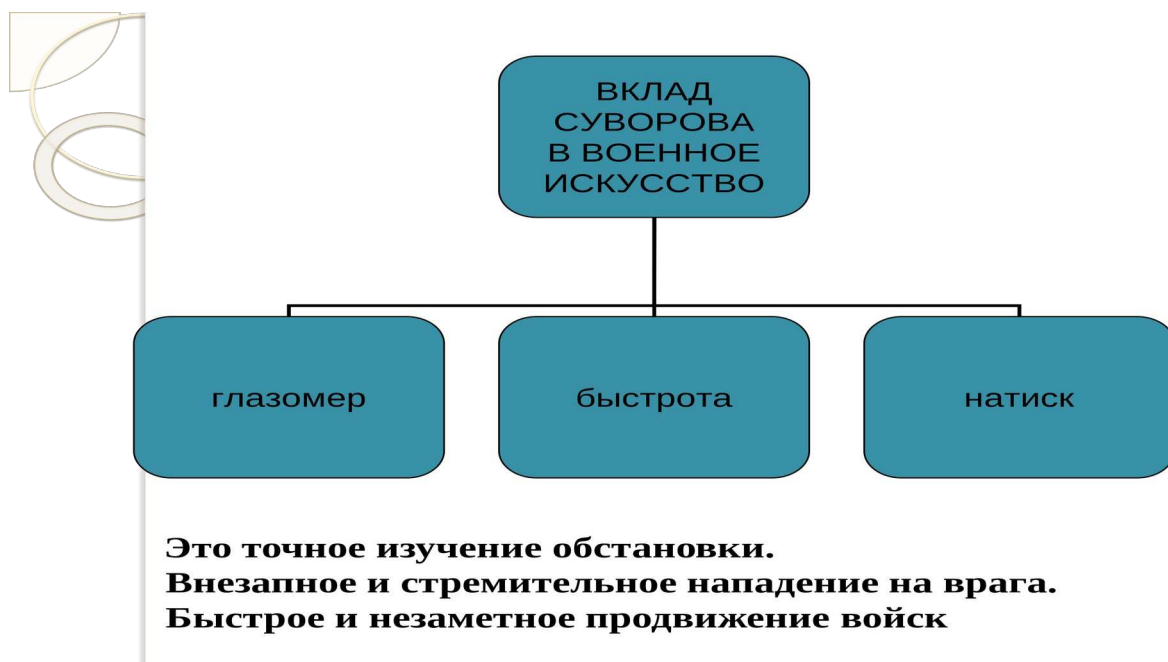 ВКЛАД
СУВОРОВА
В ВОЕННОЕ
ИСКУССТВО
глазомер
быстрота
натиск
Это точное изучение обстановки.
Внезапное и стремительное нападение на врага.
Быстрое и незаметное продвижение войск